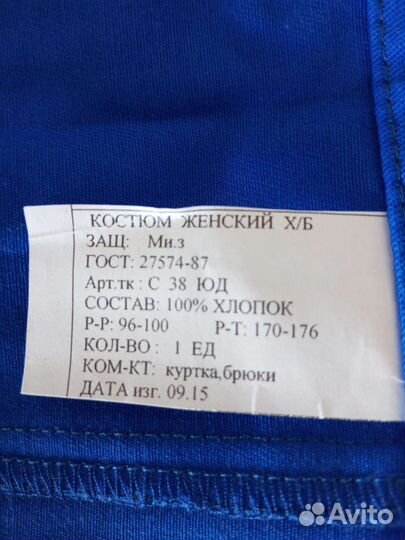 КОСТЮМ ЖЕНСКИЙ Х/Б
ЗАЩ: Ми.з
ГОСТ: 27574-87
Арт.тк : С 38 ЮД
СОСТАВ: 100% ХЛОПОК
Р-Р: 96-100 Р-Т: 170-176
КОЛ-ВО : 1 ЕД
КОМ-КТ: куртка,брюки
ДАТА изг. 09.15
Avito